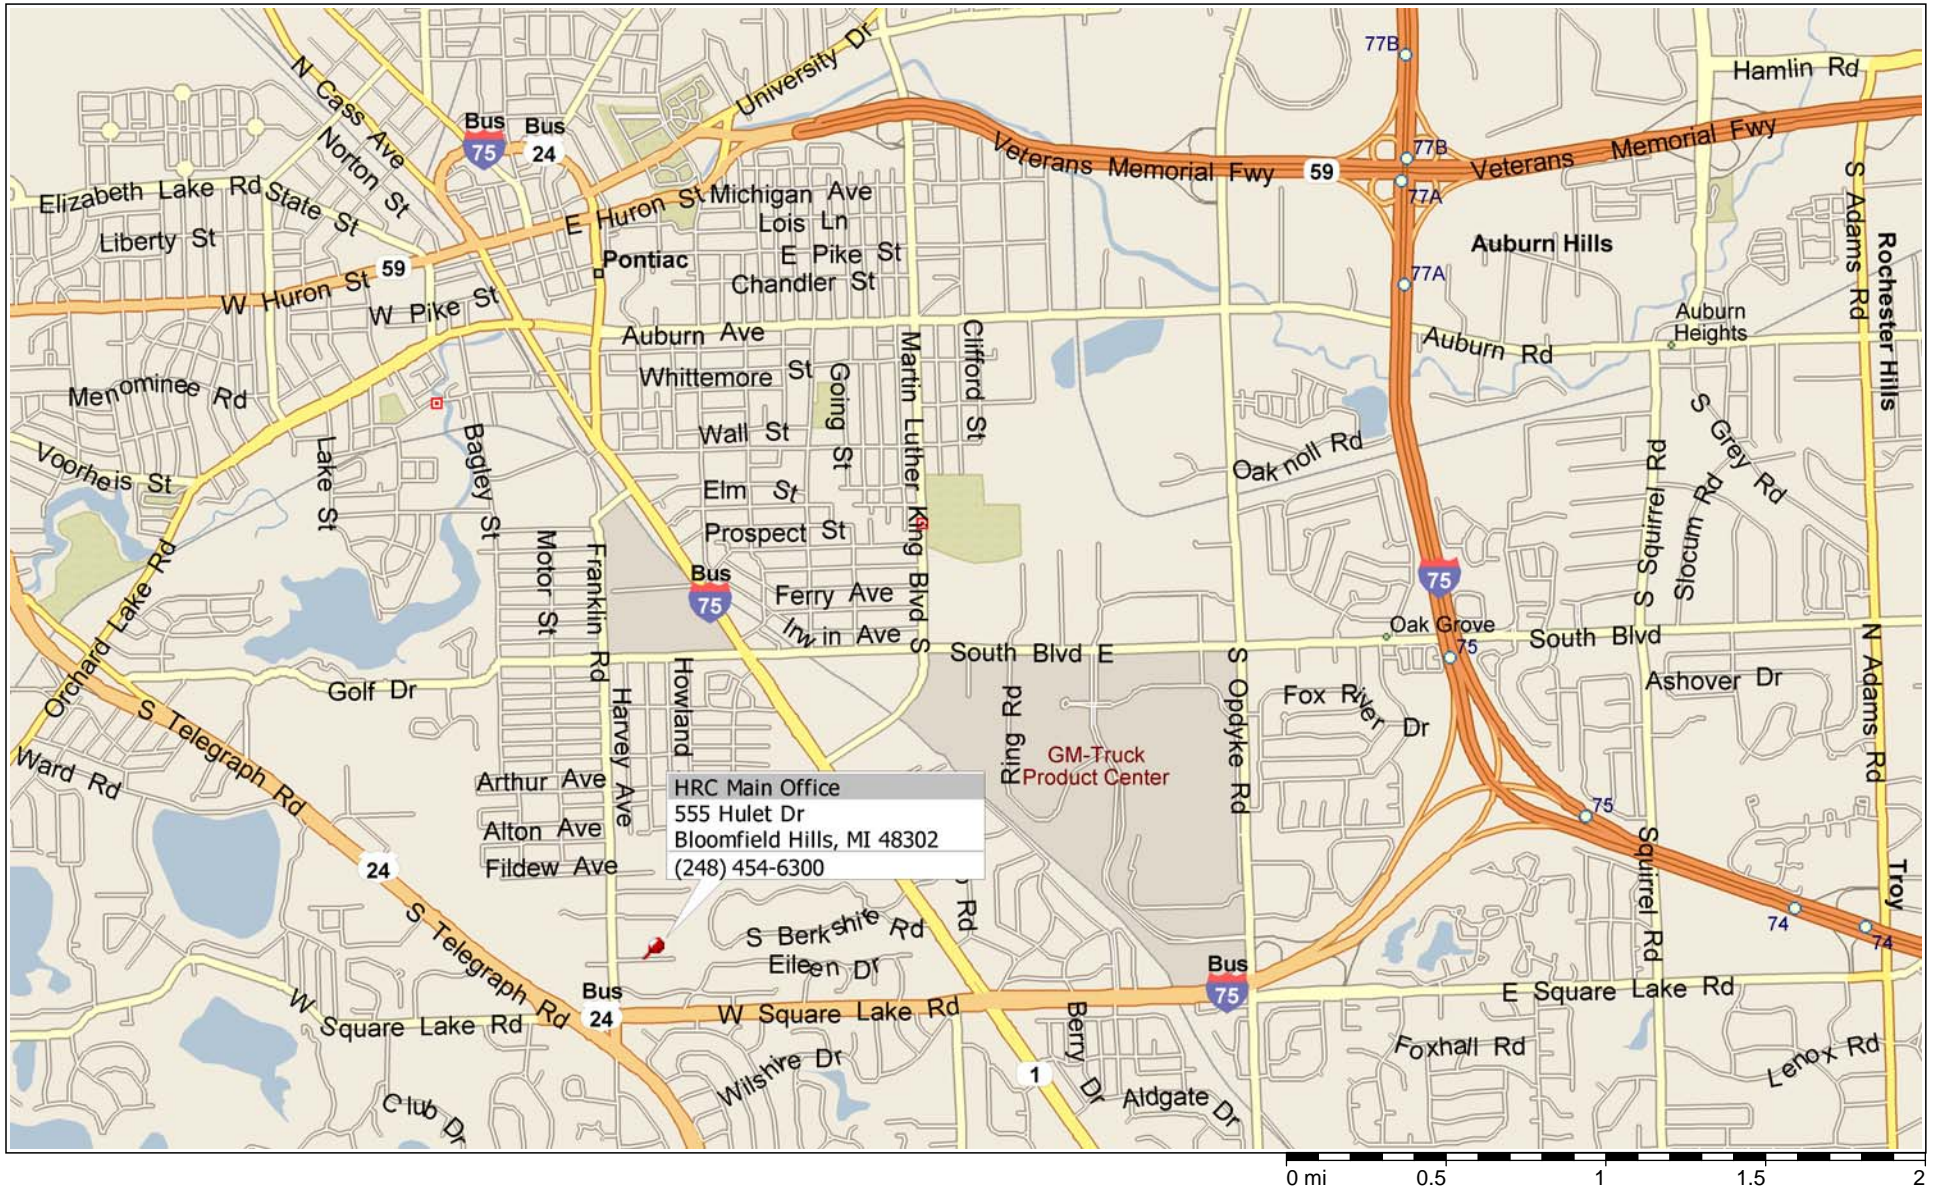 77B
Hamlin Rd
University Dr
N Cass Ave
Bus
75
Bus
24
Norton St
Veterans Memorial Fwy
59
77B
Veterans Memorial Fwy
77A
S Adams Rd
Elizabeth Lake Rd
State St
Michigan Ave
E Huron St
Lois Ln
Liberty St
E Pike St
Auburn Hills
Rochester Hills
59
Pontiac
Chandler St
77A
W Huron St
W Pike St
Auburn Ave
Auburn Rd
Auburn
Heights
Martin Luther King Blvd S
Clifford St
Whittemore St
Going St
Menominee Rd
S Grey Rd
Wall St
Oak noll Rd
Voorheis St
Lake St
Bagley St
S Squirrel Rd
Slocum Rd
Elm St
Prospect St
Motor St
Franklin Rd
Orchard Lake Rd
Bus
75
75
Ferry Ave
Irwin Ave
Oak Grove
South Blvd E
South Blvd
75
N Adams Rd
Golf Dr
Howland
Harvey Ave
Ring Rd
S Opdyke Rd
Fox River Dr
Ashover Dr
S Telegraph Rd
GM-Truck
Product Center
Ward Rd
Arthur Ave
HRC Main Office
555 Hulet Dr
Bloomfield Hills, MI 48302
(248) 454-6300
75
Alton Ave
Fildew Ave
24
Squirrel Rd
Troy
S Telegraph Rd
S Berkshire Rd
Rd
74
74
Eileen Dr
Bus
75
Bus
24
W Square Lake Rd
W Square Lake Rd
E Square Lake Rd
Berry Dr
Foxhall Rd
Lenox Rd
Wilshire Dr
1
Aldgate Dr
Club Dr
0 mi 0.5 1 1.5 2